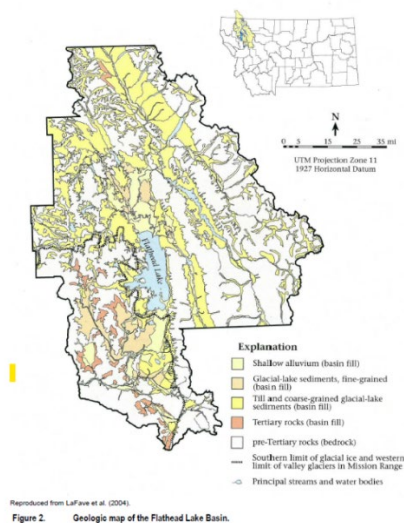 N
0 5 15 25 35 mi
UTM Projection Zone 11
1927 Horizontal Datum
Flathead Lake
Explanation
Shallow alluvium (basin fill)
Glacial-lake sediments, fine-grained
(basin fill)
Till and coarse-grained glacial-lake
sediments (basin fill)
Tertiary rocks (basin fill)
pre-Tertiary rocks (bedrock)
Southern limit of glacial ice and western
limit of valley glaciers in Mission Range
Principal streams and water bodies
Reproduced from LaFave et al. (2004).
Figure 2. Geologic map of the Flathead Lake Basin.